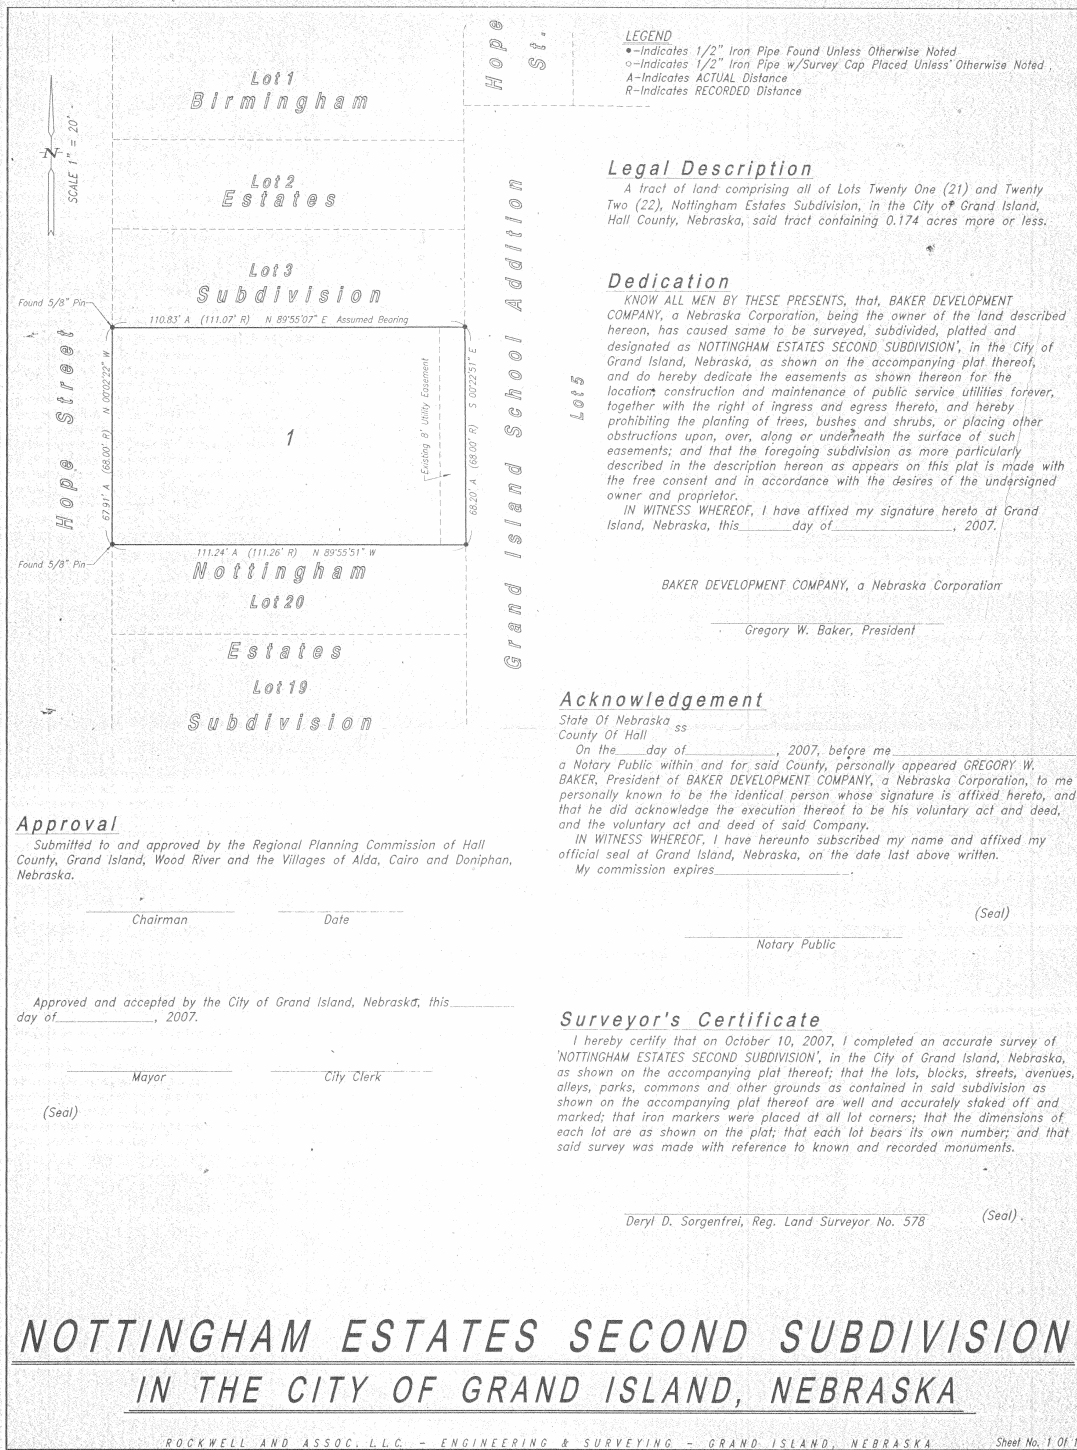 LEGEND
●-Indicates 1/2" Iron Pipe Found Unless Otherwise Noted
○-Indicates 1/2" Iron Pipe w/Survey Cap Placed Unless Otherwise Noted
A-Indicates ACTUAL Distance
R-Indicates RECORDED Distance
Hope St.
N
SCALE 1" = 20'
Lot 1
Birmingham
Lot 2
Estates
Lot 3
Subdivision
Found 5/8" Pin
110.83' A (111.07' R) N 89°55'07" E Assumed Bearing
Hope Street
67.91' A (68.00' R) N 00°02'22" W
1
Existing 8' Utility Easement
68.20' A (68.00' R) S 00°22'51" E
Grand Island School Addition
Lot 5
Found 5/8" Pin
111.24' A (111.26' R) N 89°55'51" W
Nottingham
Lot 20
Estates
Lot 19
Subdivision
Legal Description
A tract of land comprising all of Lots Twenty One (21) and Twenty
Two (22), Nottingham Estates Subdivision, in the City of Grand Island,
Hall County, Nebraska, said tract containing 0.174 acres more or less.
Dedication
KNOW ALL MEN BY THESE PRESENTS, that, BAKER DEVELOPMENT
COMPANY, a Nebraska Corporation, being the owner of the land described
hereon, has caused same to be surveyed, subdivided, platted and
designated as NOTTINGHAM ESTATES SECOND SUBDIVISION', in the City of
Grand Island, Nebraska, as shown on the accompanying plat thereof,
and do hereby dedicate the easements as shown thereon for the
location, construction and maintenance of public service utilities forever,
together with the right of ingress and egress thereto, and hereby
prohibiting the planting of trees, bushes and shrubs, or placing other
obstructions upon, over, along or underneath the surface of such
easements; and that the foregoing subdivision as more particularly
described in the description hereon as appears on this plat is made with
the free consent and in accordance with the desires of the undersigned
owner and proprietor.
IN WITNESS WHEREOF, I have affixed my signature hereto at Grand
Island, Nebraska, this______day of______________, 2007.
BAKER DEVELOPMENT COMPANY, a Nebraska Corporation
Gregory W. Baker, President
Acknowledgement
State Of Nebraska
ss
County Of Hall
On the____day of___________, 2007, before me______________________
a Notary Public within and for said County, personally appeared GREGORY W.
BAKER, President of BAKER DEVELOPMENT COMPANY, a Nebraska Corporation, to me
personally known to be the identical person whose signature is affixed hereto, and
that he did acknowledge the execution thereof to be his voluntary act and deed,
and the voluntary act and deed of said Company.
IN WITNESS WHEREOF, I have hereunto subscribed my name and affixed my
official seal at Grand Island, Nebraska, on the date last above written.
My commission expires________________.
(Seal)
Notary Public
Approval
Submitted to and approved by the Regional Planning Commission of Hall
County, Grand Island, Wood River and the Villages of Alda, Cairo and Doniphan,
Nebraska.
Chairman Date
Approved and accepted by the City of Grand Island, Nebraska, this________
day of____________, 2007.
Mayor City Clerk
(Seal)
Surveyor's Certificate
I hereby certify that on October 10, 2007, I completed an accurate survey of
'NOTTINGHAM ESTATES SECOND SUBDIVISION', in the City of Grand Island, Nebraska,
as shown on the accompanying plat thereof; that the lots, blocks, streets, avenues,
alleys, parks, commons and other grounds as contained in said subdivision as
shown on the accompanying plat thereof are well and accurately staked off and
marked; that iron markers were placed at all lot corners; that the dimensions of
each lot are as shown on the plat; that each lot bears its own number; and that
said survey was made with reference to known and recorded monuments.
Deryl D. Sorgenfrei, Reg. Land Surveyor No. 578 (Seal)
NOTTINGHAM ESTATES SECOND SUBDIVISION
IN THE CITY OF GRAND ISLAND, NEBRASKA
ROCKWELL AND ASSOC. L.L.C. - ENGINEERING & SURVEYING - GRAND ISLAND, NEBRASKA Sheet No. 1 Of 1